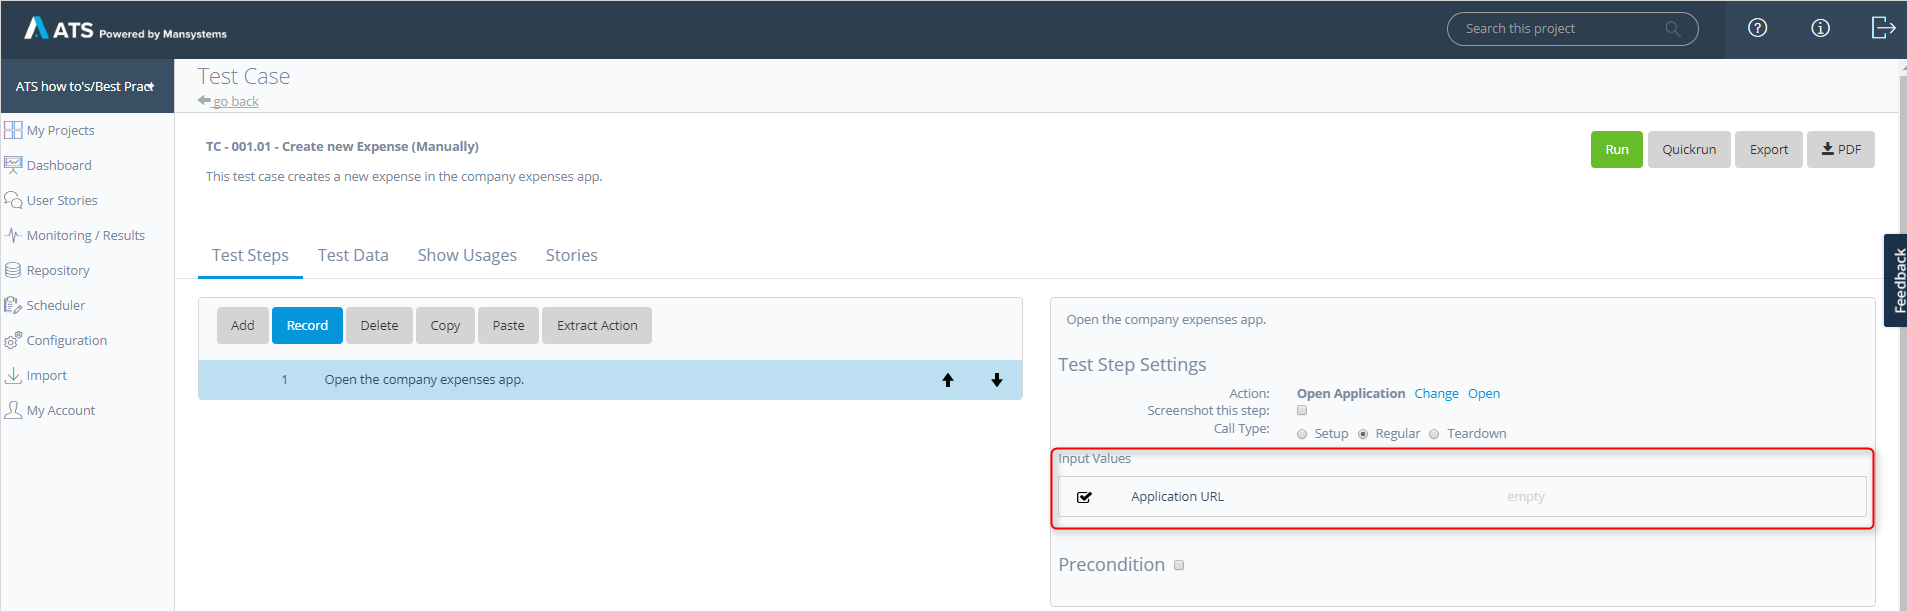 ATS Powered by Mansystems
Search this project
ATS how to's/Best Pract
Test Case
go back
My Projects
Dashboard
User Stories
Monitoring / Results
Repository
Scheduler
Configuration
Import
My Account
TC - 001.01 - Create new Expense (Manually)
This test case creates a new expense in the company expenses app.
Run Quickrun Export PDF
Test Steps Test Data Show Usages Stories
Add Record Delete Copy Paste Extract Action
1 Open the company expenses app.
Open the company expenses app.
Test Step Settings
Action: Open Application Change Open
Screenshot this step:
Call Type: Setup Regular Teardown
Input Values
Application URL empty
Precondition
Feedback